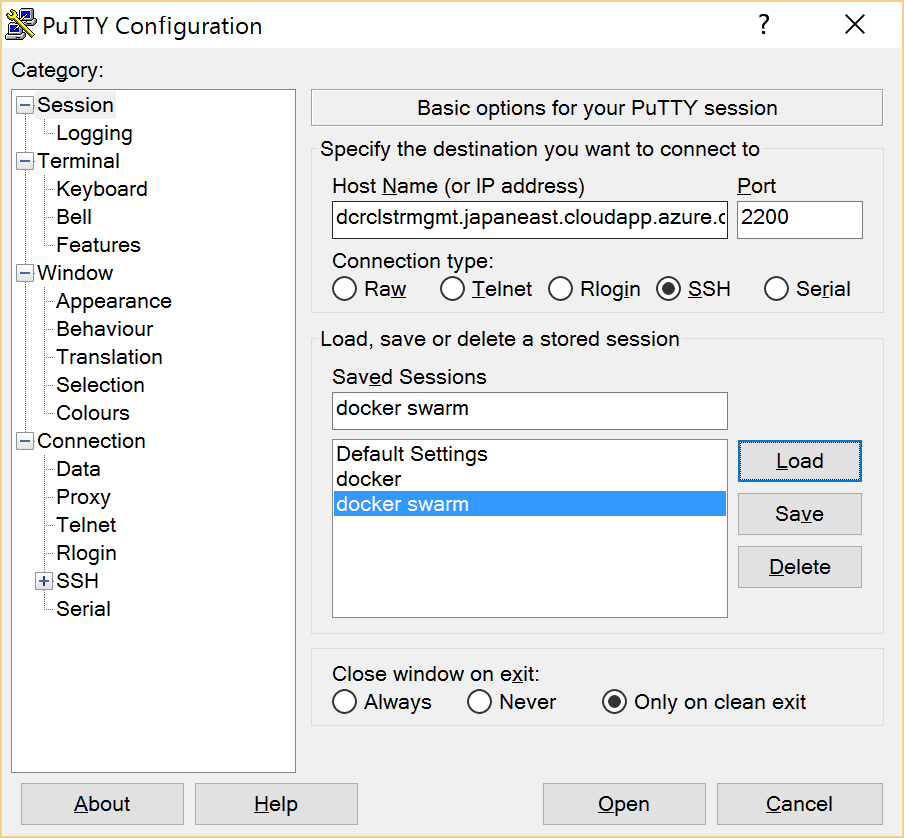 PuTTY Configuration
?
Category:
Session
Logging
Terminal
Keyboard
Bell
Features
Window
Appearance
Behaviour
Translation
Selection
Colours
Connection
Data
Proxy
Telnet
Rlogin
SSH
Serial
Basic options for your PuTTY session
Specify the destination you want to connect to
Host Name (or IP address) Port
dcrclstrmgmt.japaneast.cloudapp.azure.c 2200
Connection type:
Raw Telnet Rlogin SSH Serial
Load, save or delete a stored session
Saved Sessions
docker swarm
Default Settings
docker
docker swarm
Load
Save
Delete
Close window on exit:
Always Never Only on clean exit
About Help Open Cancel